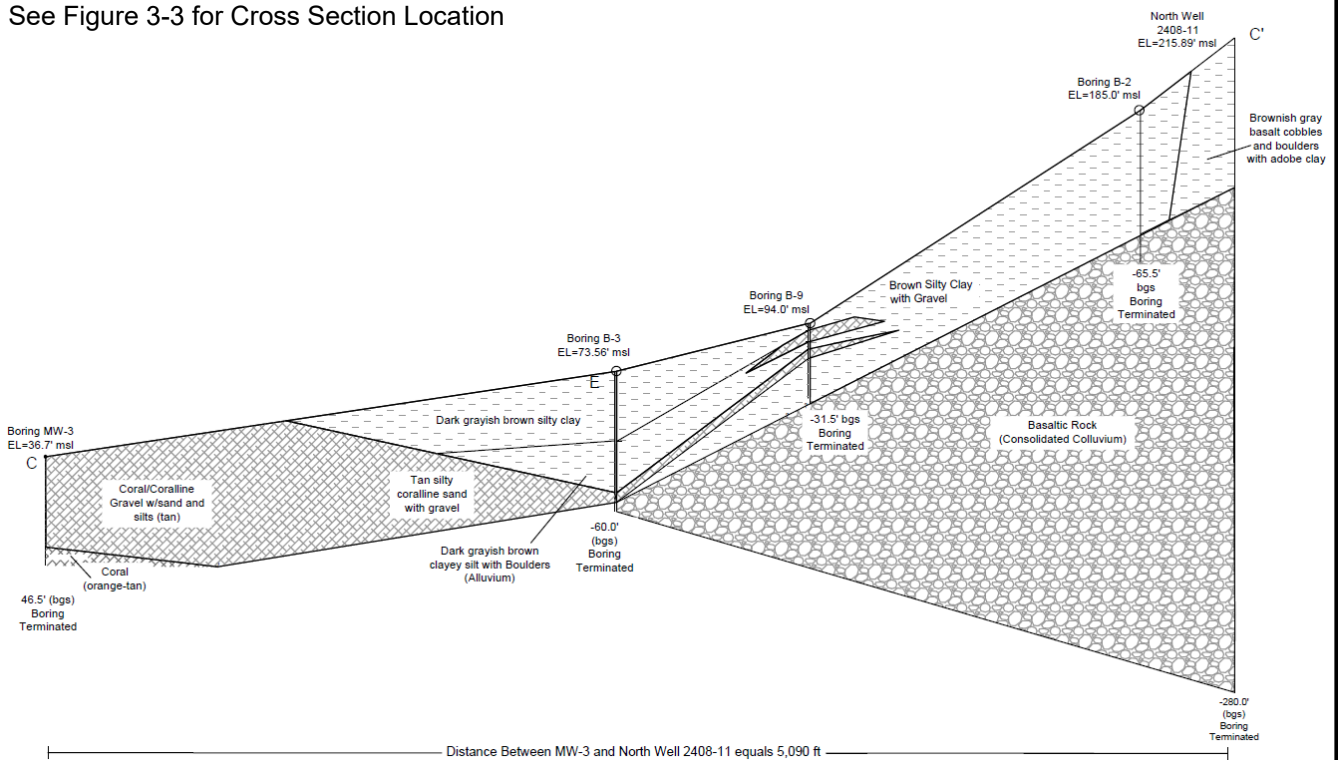 See Figure 3-3 for Cross Section Location
North Well
2408-11
EL=215.89' msl
C'
Boring B-2
EL=185.0' msl
Brownish gray
basalt cobbles
and boulders
with adobe clay
-65.5'
bgs
Boring
Terminated
Brown Silty Clay
with Gravel
Boring B-9
EL=94.0' msl
Boring B-3
EL=73.56' msl
E
Dark grayish brown silty clay
-31.5' bgs
Boring
Terminated
Basaltic Rock
(Consolidated Colluvium)
Boring MW-3
EL=36.7' msl
C
Coral/Coralline
Gravel w/sand and
silts (tan)
Tan silty
coralline sand
with gravel
-60.0'
(bgs)
Boring
Terminated
Dark grayish brown
clayey silt with Boulders
(Alluvium)
Coral
(orange-tan)
46.5' (bgs)
Boring
Terminated
-280.0'
(bgs)
Boring
Terminated
Distance Between MW-3 and North Well 2408-11 equals 5,090 ft